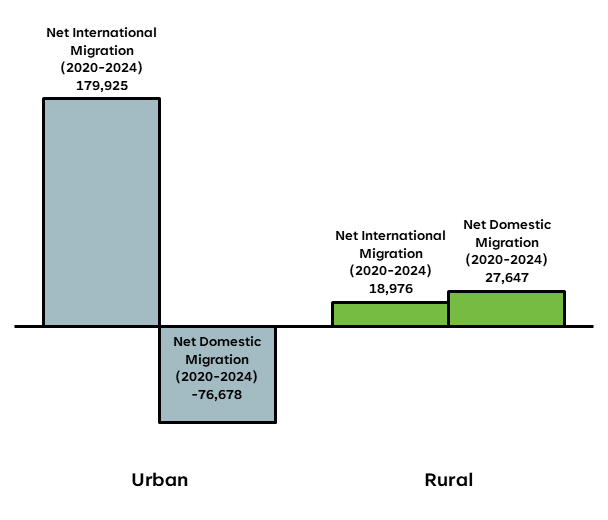 Net International
Migration
(2020-2024)
179,925
Net Domestic
Migration
(2020-2024)
-76,678
Net International
Migration
(2020-2024)
18,976
Net Domestic
Migration
(2020-2024)
27,647
Urban
Rural